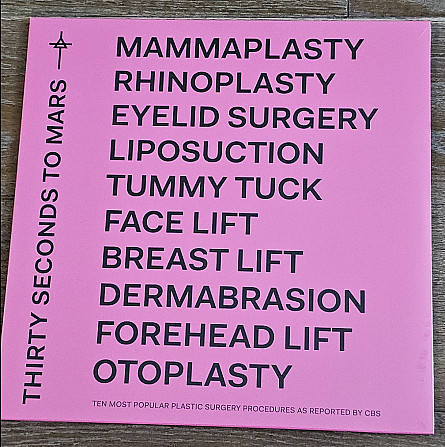 THIRTY SECONDS TO MARS
MAMMAPLASTY
RHINOPLASTY
EYELID SURGERY
LIPOSUCTION
TUMMY TUCK
FACE LIFT
BREAST LIFT
DERMABRASION
FOREHEAD LIFT
OTOPLASTY
TEN MOST POPULAR PLASTIC SURGERY PROCEDURES AS REPORTED BY CBS